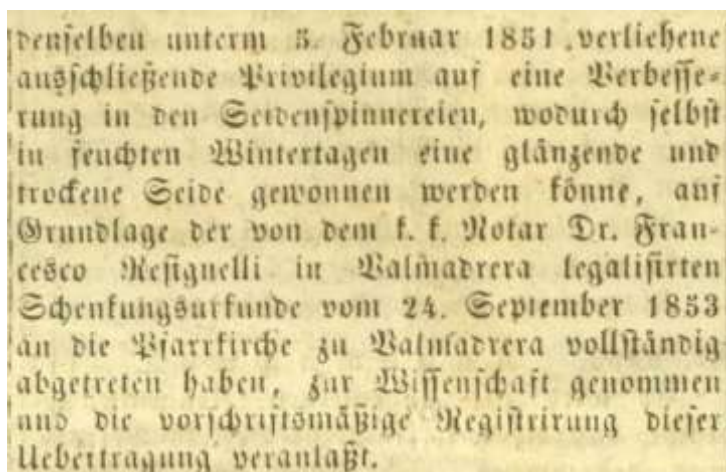 denselben unterm 5. Februar 1851 verliehene
ausschließende Privilegium auf eine Verbesse-
rung in den Seidenspinnereien, wodurch selbst
in feuchten Wintertagen eine glänzende und
trockene Seide gewonnen werden könne, auf
Grundlage der von dem k. k. Notar Dr. Fran-
cesco Resignelli in Valmadrera legalisirten
Schenkungsurkunde vom 24. September 1853
an die Pfarrkirche zu Valmadrera vollständig
abgetreten haben, zur Wissenschaft genommen
und die vorschriftsmäßige Registrirung dieser
Uebertragung veranlaßt.